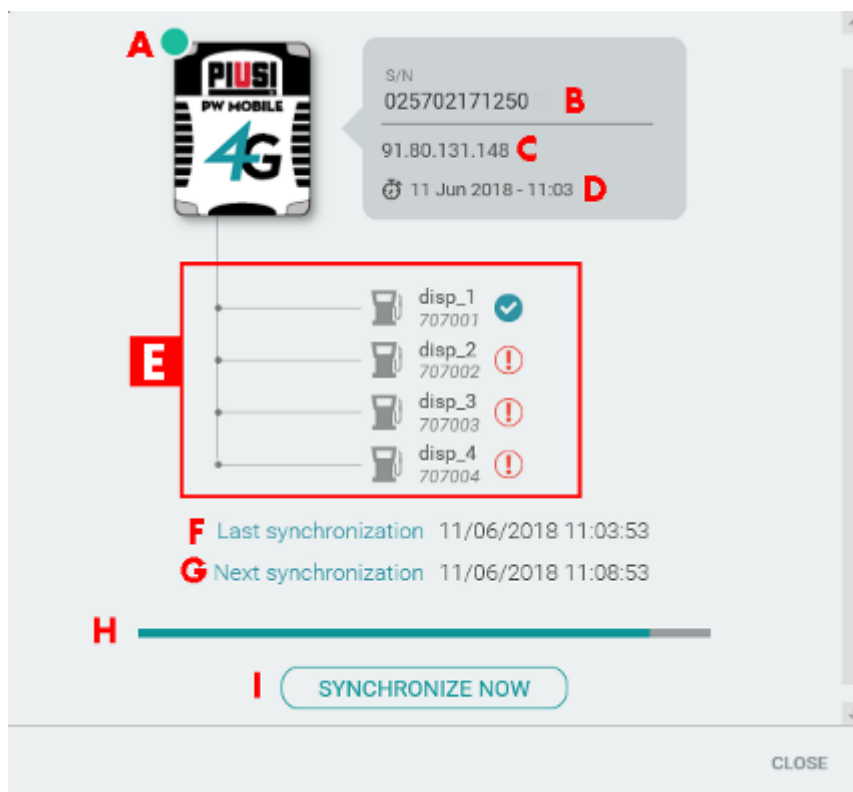 A
PIUSI
PW MOBILE
4G
S/N
025702171250 B
91.80.131.148 C
11 Jun 2018 - 11:03 D
E
disp_1
707001
disp_2
707002
disp_3
707003
disp_4
707004
F Last synchronization 11/06/2018 11:03:53
G Next synchronization 11/06/2018 11:08:53
H
I SYNCHRONIZE NOW
CLOSE